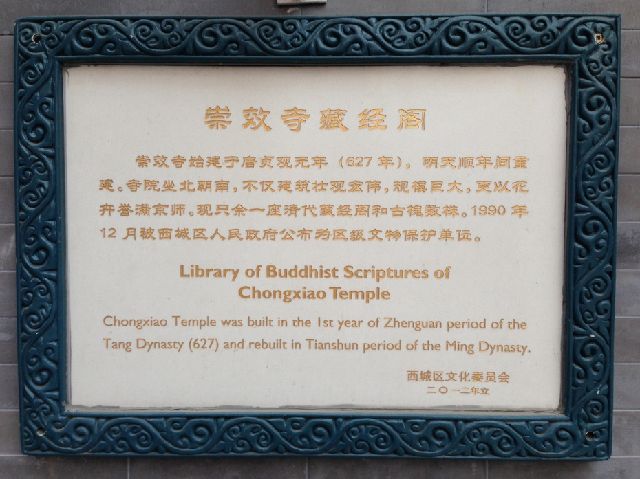 崇效寺藏经阁
崇效寺始建于唐贞观元年（627年），明天顺年间重
建。寺院坐北朝南，不仅建筑壮观宏伟，规模巨大，更以花
卉誉满京师。现只余一座清代藏经阁和古槐数株。1990年
12月被西城区人民政府公布为区级文物保护单位。
Library of Buddhist Scriptures of
Chongxiao Temple
Chongxiao Temple was built in the 1st year of Zhenguan period of the
Tang Dynasty (627) and rebuilt in Tianshun period of the Ming Dynasty.
西城区文化委员会
二〇一二年立